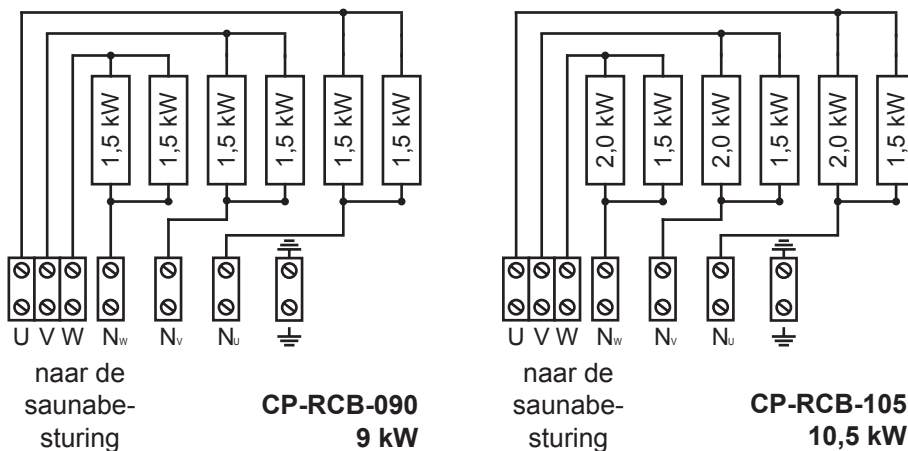 1,5 kW 1,5 kW 1,5 kW 1,5 kW 1,5 kW 1,5 kW
U V W NW NV NU
naar de
saunabe-
sturing
CP-RCB-090
9 kW
2,0 kW 1,5 kW 2,0 kW 1,5 kW 2,0 kW 1,5 kW
U V W NW NV NU
naar de
saunabe-
sturing
CP-RCB-105
10,5 kW